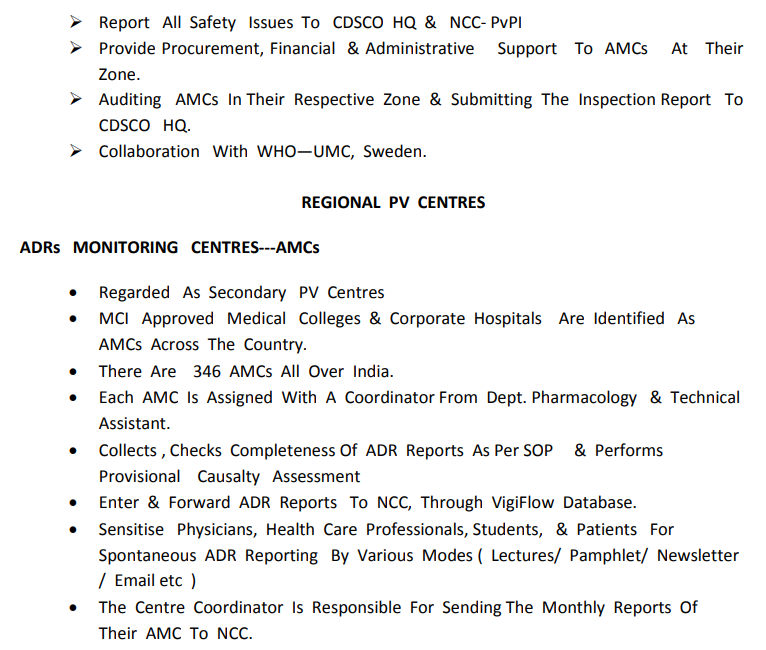 ➢ Report All Safety Issues To CDSCO HQ & NCC- PvPI
➢ Provide Procurement, Financial & Administrative Support To AMCs At Their
Zone.
➢ Auditing AMCs In Their Respective Zone & Submitting The Inspection Report To
CDSCO HQ.
➢ Collaboration With WHO—UMC, Sweden.
REGIONAL PV CENTRES
ADRs MONITORING CENTRES---AMCs
• Regarded As Secondary PV Centres
• MCI Approved Medical Colleges & Corporate Hospitals Are Identified As
AMCs Across The Country.
• There Are 346 AMCs All Over India.
• Each AMC Is Assigned With A Coordinator From Dept. Pharmacology & Technical
Assistant.
• Collects , Checks Completeness Of ADR Reports As Per SOP & Performs
Provisional Causalty Assessment
• Enter & Forward ADR Reports To NCC, Through VigiFlow Database.
• Sensitise Physicians, Health Care Professionals, Students, & Patients For
Spontaneous ADR Reporting By Various Modes ( Lectures/ Pamphlet/ Newsletter
/ Email etc )
• The Centre Coordinator Is Responsible For Sending The Monthly Reports Of
Their AMC To NCC.